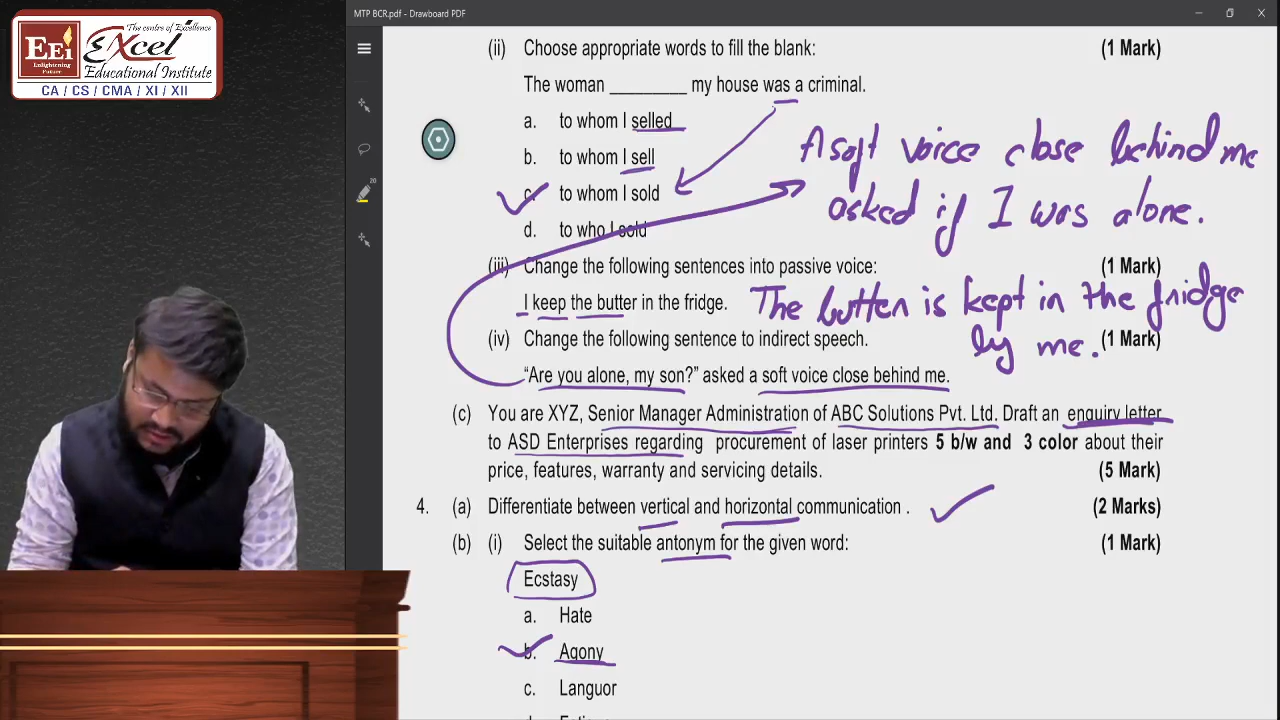 MTP BCR.pdf - Drawboard PDF
The centre of Excellence
EEi
Enlightening
Future
Excel
Educational Institute
CA / CS / CMA / XI / XII
20
(ii) Choose appropriate words to fill the blank: (1 Mark)
The woman _________ my house was a criminal.
a. to whom I selled
b. to whom I sell
c. to whom I sold
d. to who I sold
A soft voice close behind me
asked if I was alone.
(iii) Change the following sentences into passive voice: (1 Mark)
I keep the butter in the fridge.
The butter is kept in the fridge
by me.
(iv) Change the following sentence to indirect speech. (1 Mark)
“Are you alone, my son?” asked a soft voice close behind me.
(c) You are XYZ, Senior Manager Administration of ABC Solutions Pvt. Ltd. Draft an enquiry letter
to ASD Enterprises regarding procurement of laser printers 5 b/w and 3 color about their
price, features, warranty and servicing details. (5 Mark)
4. (a) Differentiate between vertical and horizontal communication . (2 Marks)
(b) (i) Select the suitable antonym for the given word: (1 Mark)
Ecstasy
a. Hate
b. Agony
c. Languor